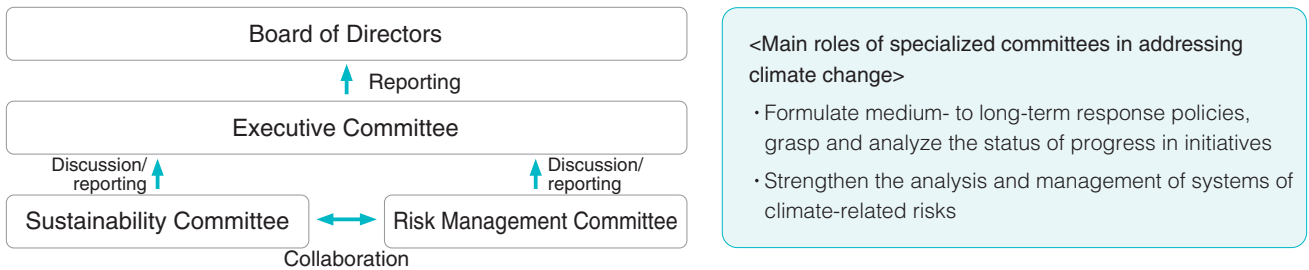 Board of Directors
Reporting
Executive Committee
Discussion/
reporting
Discussion/
reporting
Sustainability Committee
Risk Management Committee
Collaboration
<Main roles of specialized committees in addressing
climate change>
・Formulate medium- to long-term response policies,
grasp and analyze the status of progress in initiatives
・Strengthen the analysis and management of systems of
climate-related risks